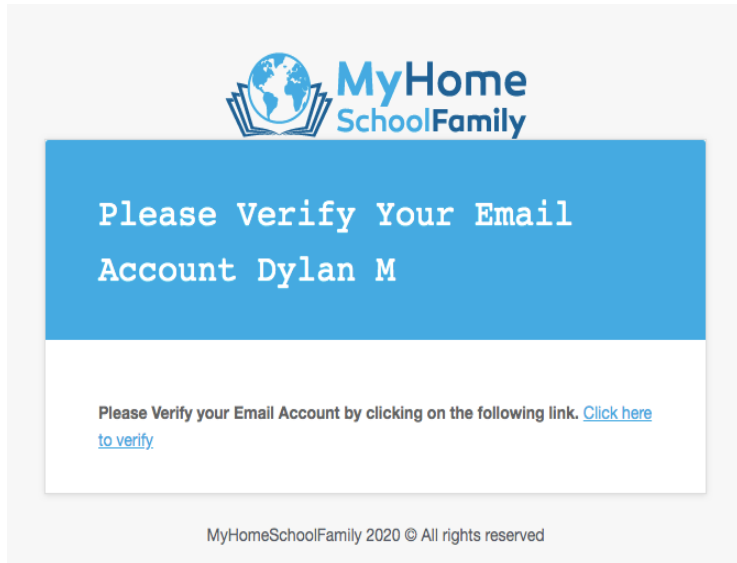 MyHome
SchoolFamily
Please Verify Your Email
Account Dylan M
Please Verify your Email Account by clicking on the following link. Click here
to verify
MyHomeSchoolFamily 2020 © All rights reserved